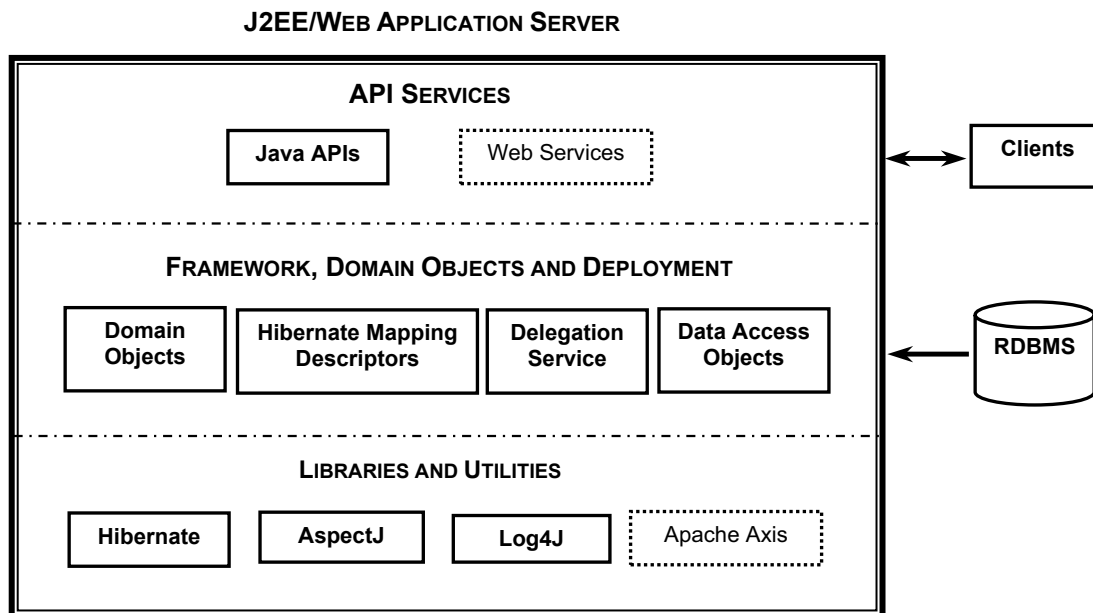 J2EE/WEB APPLICATION SERVER
API SERVICES
Java APIs
Web Services
Clients
FRAMEWORK, DOMAIN OBJECTS AND DEPLOYMENT
Domain
Objects
Hibernate Mapping
Descriptors
Delegation
Service
Data Access
Objects
RDBMS
LIBRARIES AND UTILITIES
Hibernate
AspectJ
Log4J
Apache Axis